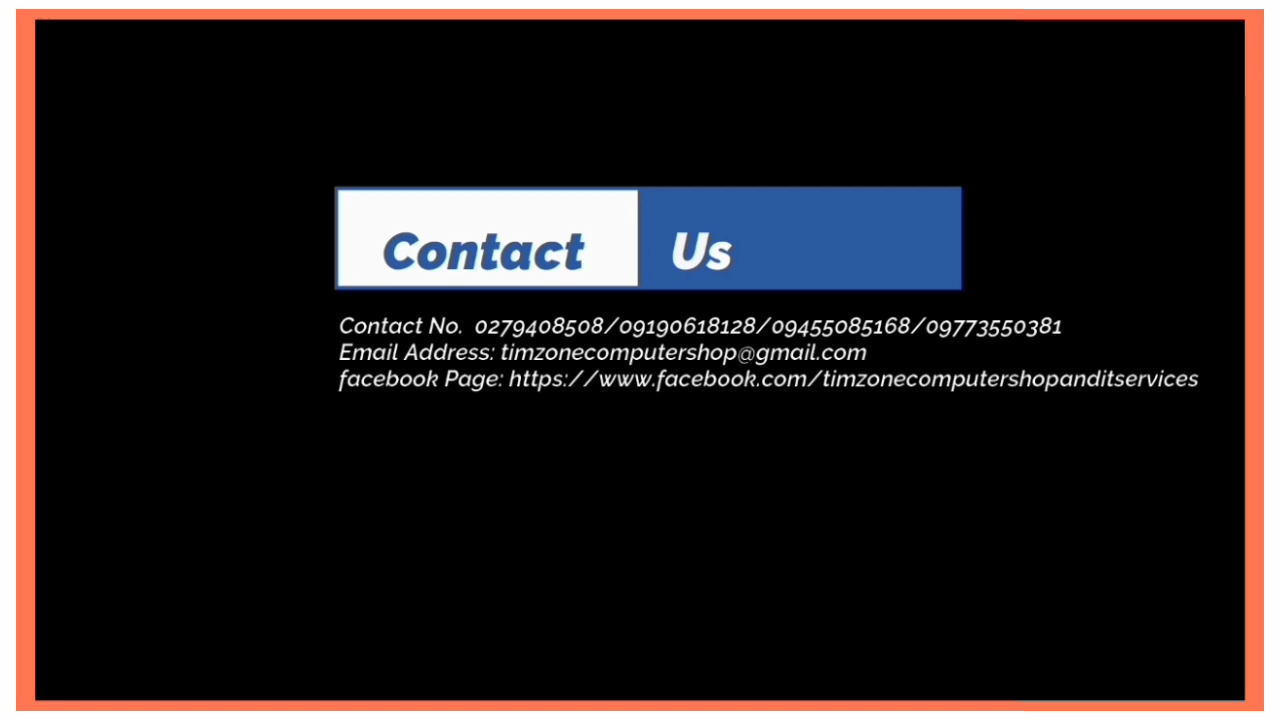 Contact Us
Contact No.  0279408508/09190618128/09455085168/09773550381
Email Address: timzonecomputershop@gmail.com
facebook Page: https://www.facebook.com/timzonecomputershopanditservices